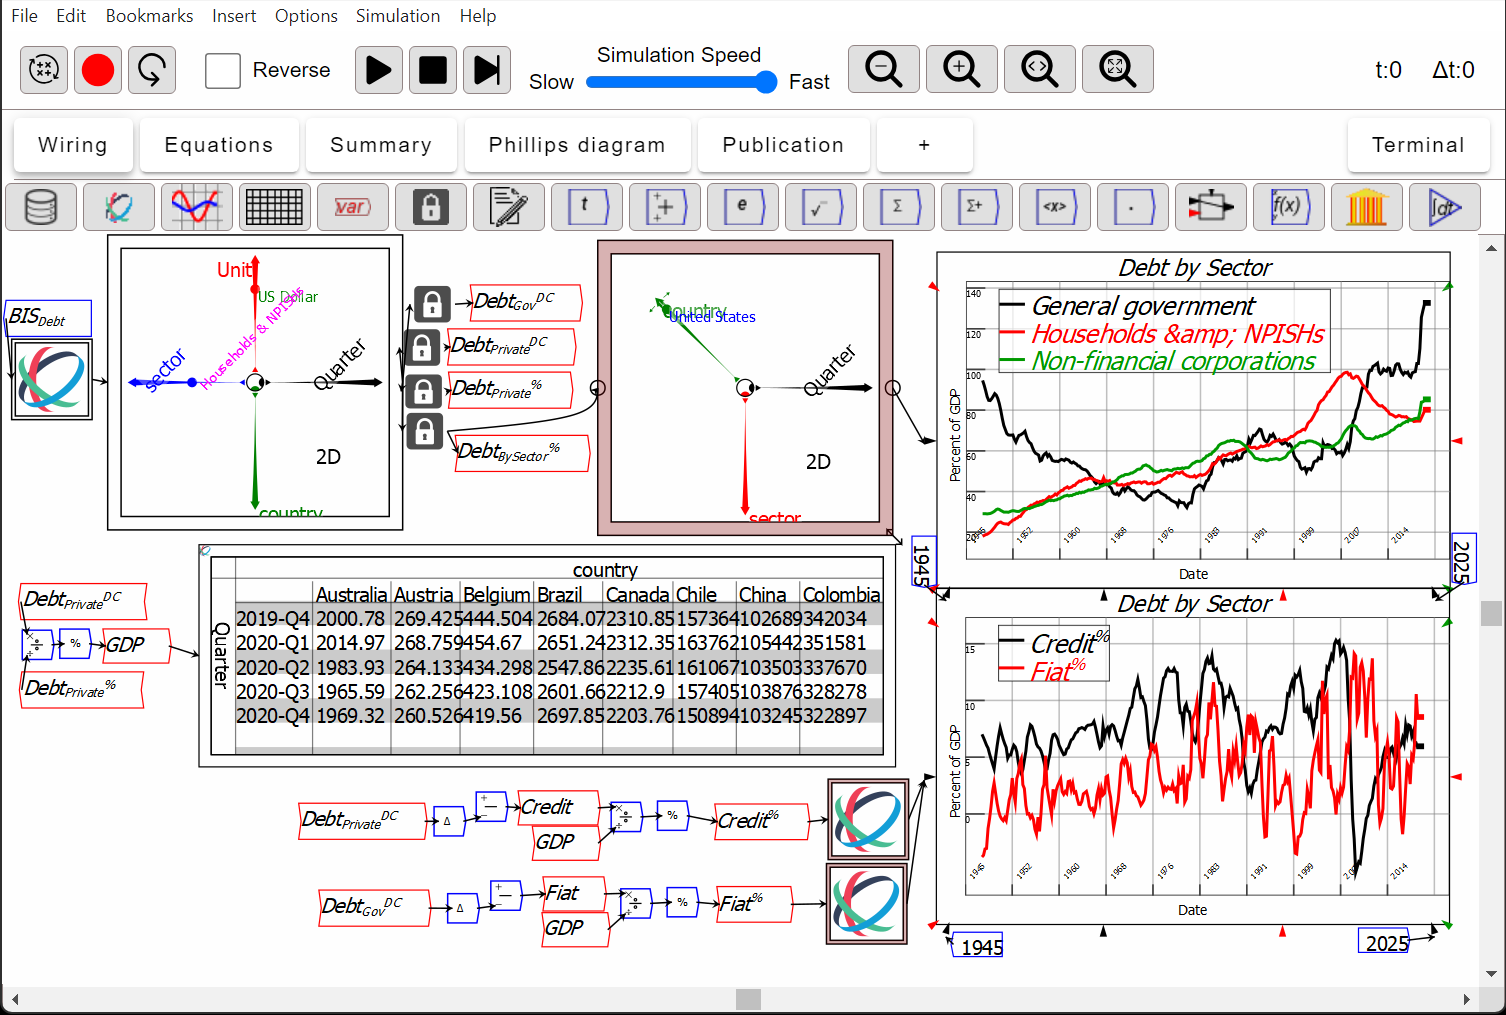 File Edit Bookmarks Insert Options Simulation Help
Reverse
Simulation Speed
Slow Fast
t:0 Δt:0
Wiring Equations Summary Phillips diagram Publication + Terminal
var t e √ Σ Σ+ <x> . f(x) ∫dt
BIS Debt
Unit
US Dollar
Households & NPISHs
sector
Quarter
2D
country
Debt Gov DC
Debt Private DC
Debt Private %
Debt BySector %
country
United States
Quarter
2D
sector
Debt by Sector
General government
Households &amp; NPISHs
Non-financial corporations
Percent of GDP
140
120
100
80
60
40
20
1945 1952 1960 1968 1976 1983 1991 1999 2007 2014
Date
1945
2025
Debt Private DC
% GDP
Debt Private %
country
Quarter
Australia Austria Belgium Brazil Canada Chile China Colombia
2019-Q4 2000.78 269.425 444.504 2684.07 2310.85 157364 102689 342034
2020-Q1 2014.97 268.759 454.67 2651.24 2312.35 163762 105442 351581
2020-Q2 1983.93 264.133 434.298 2547.86 2235.61 161067 103503 337670
2020-Q3 1965.59 262.256 423.108 2601.66 2212.9 157405 103876 328278
2020-Q4 1969.32 260.526 419.56 2697.85 2203.76 150894 103245 322897
Debt by Sector
Credit%
Fiat%
Percent of GDP
15
10
5
0
1945 1952 1960 1968 1976 1983 1991 1999 2014
Date
1945
2025
Debt Private DC Δ Credit % Credit%
GDP
Debt Gov DC Δ Fiat % Fiat%
GDP